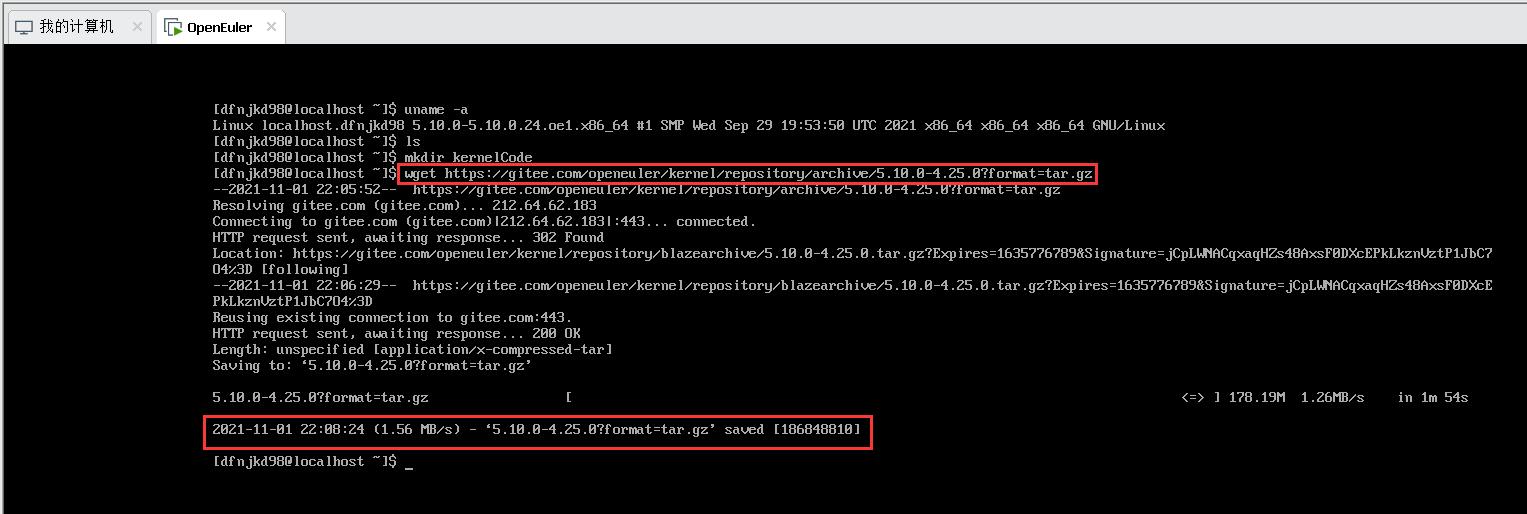 我的计算机
OpenEuler
[dfnjkd98@localhost ~]$ uname -a
Linux localhost.dfnjkd98 5.10.0-5.10.0.24.oe1.x86_64 #1 SMP Wed Sep 29 19:53:50 UTC 2021 x86_64 x86_64 x86_64 GNU/Linux
[dfnjkd98@localhost ~]$ ls
[dfnjkd98@localhost ~]$ mkdir kernelCode
[dfnjkd98@localhost ~]$ wget https://gitee.com/openeuler/kernel/repository/archive/5.10.0-4.25.0?format=tar.gz
--2021-11-01 22:05:52--  https://gitee.com/openeuler/kernel/repository/archive/5.10.0-4.25.0?format=tar.gz
Resolving gitee.com (gitee.com)... 212.64.62.183
Connecting to gitee.com (gitee.com)|212.64.62.183|:443... connected.
HTTP request sent, awaiting response... 302 Found
Location: https://gitee.com/openeuler/kernel/repository/blazearchive/5.10.0-4.25.0.tar.gz?Expires=1635776789&Signature=jCpLWNACqxaqHZs48AxsF0DXcEPkLkznVztP1JbC7
O4%3D [following]
--2021-11-01 22:06:29--  https://gitee.com/openeuler/kernel/repository/blazearchive/5.10.0-4.25.0.tar.gz?Expires=1635776789&Signature=jCpLWNACqxaqHZs48AxsF0DXcE
PkLkznVztP1JbC7O4%3D
Reusing existing connection to gitee.com:443.
HTTP request sent, awaiting response... 200 OK
Length: unspecified [application/x-compressed-tar]
Saving to: ‘5.10.0-4.25.0?format=tar.gz’
5.10.0-4.25.0?format=tar.gz [ <=> ] 178.19M 1.26MB/s in 1m 54s
2021-11-01 22:08:24 (1.56 MB/s) - ‘5.10.0-4.25.0?format=tar.gz’ saved [186848810]
[dfnjkd98@localhost ~]$ _